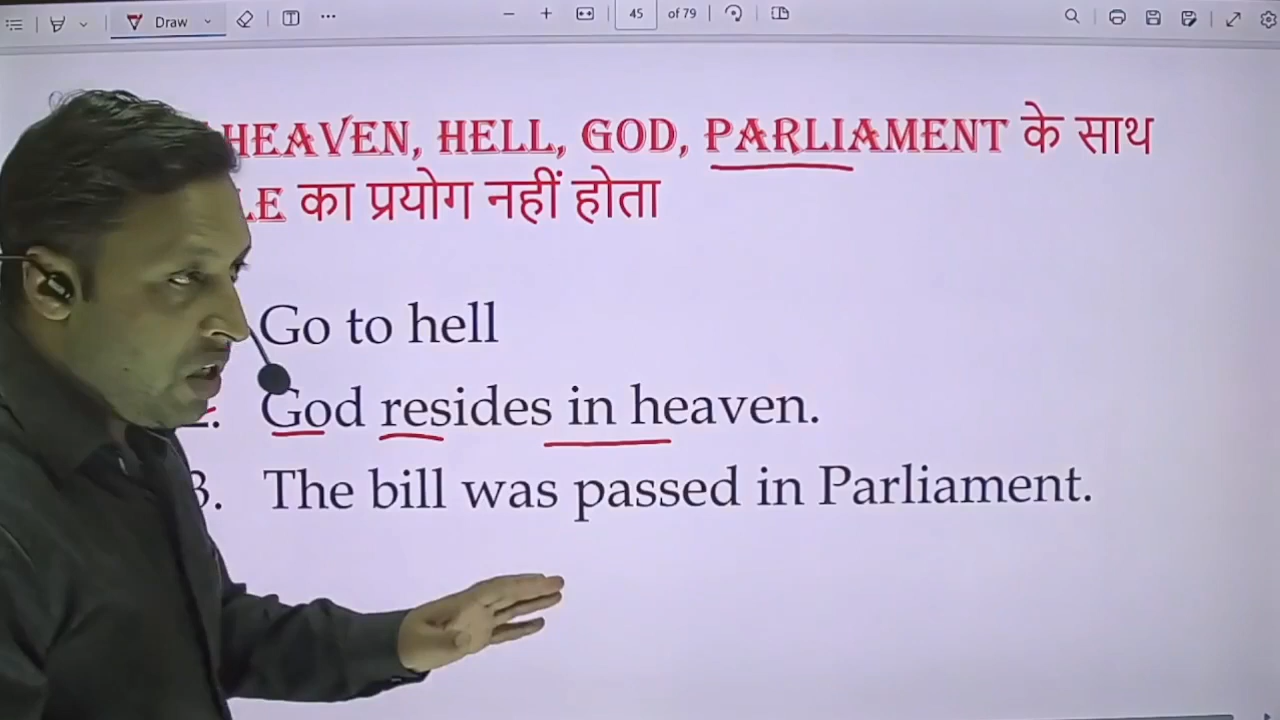 Draw
45 of 79
HEAVEN, HELL, GOD, PARLIAMENT के साथ
का प्रयोग नहीं होता
Go to hell
God resides in heaven.
3. The bill was passed in Parliament.